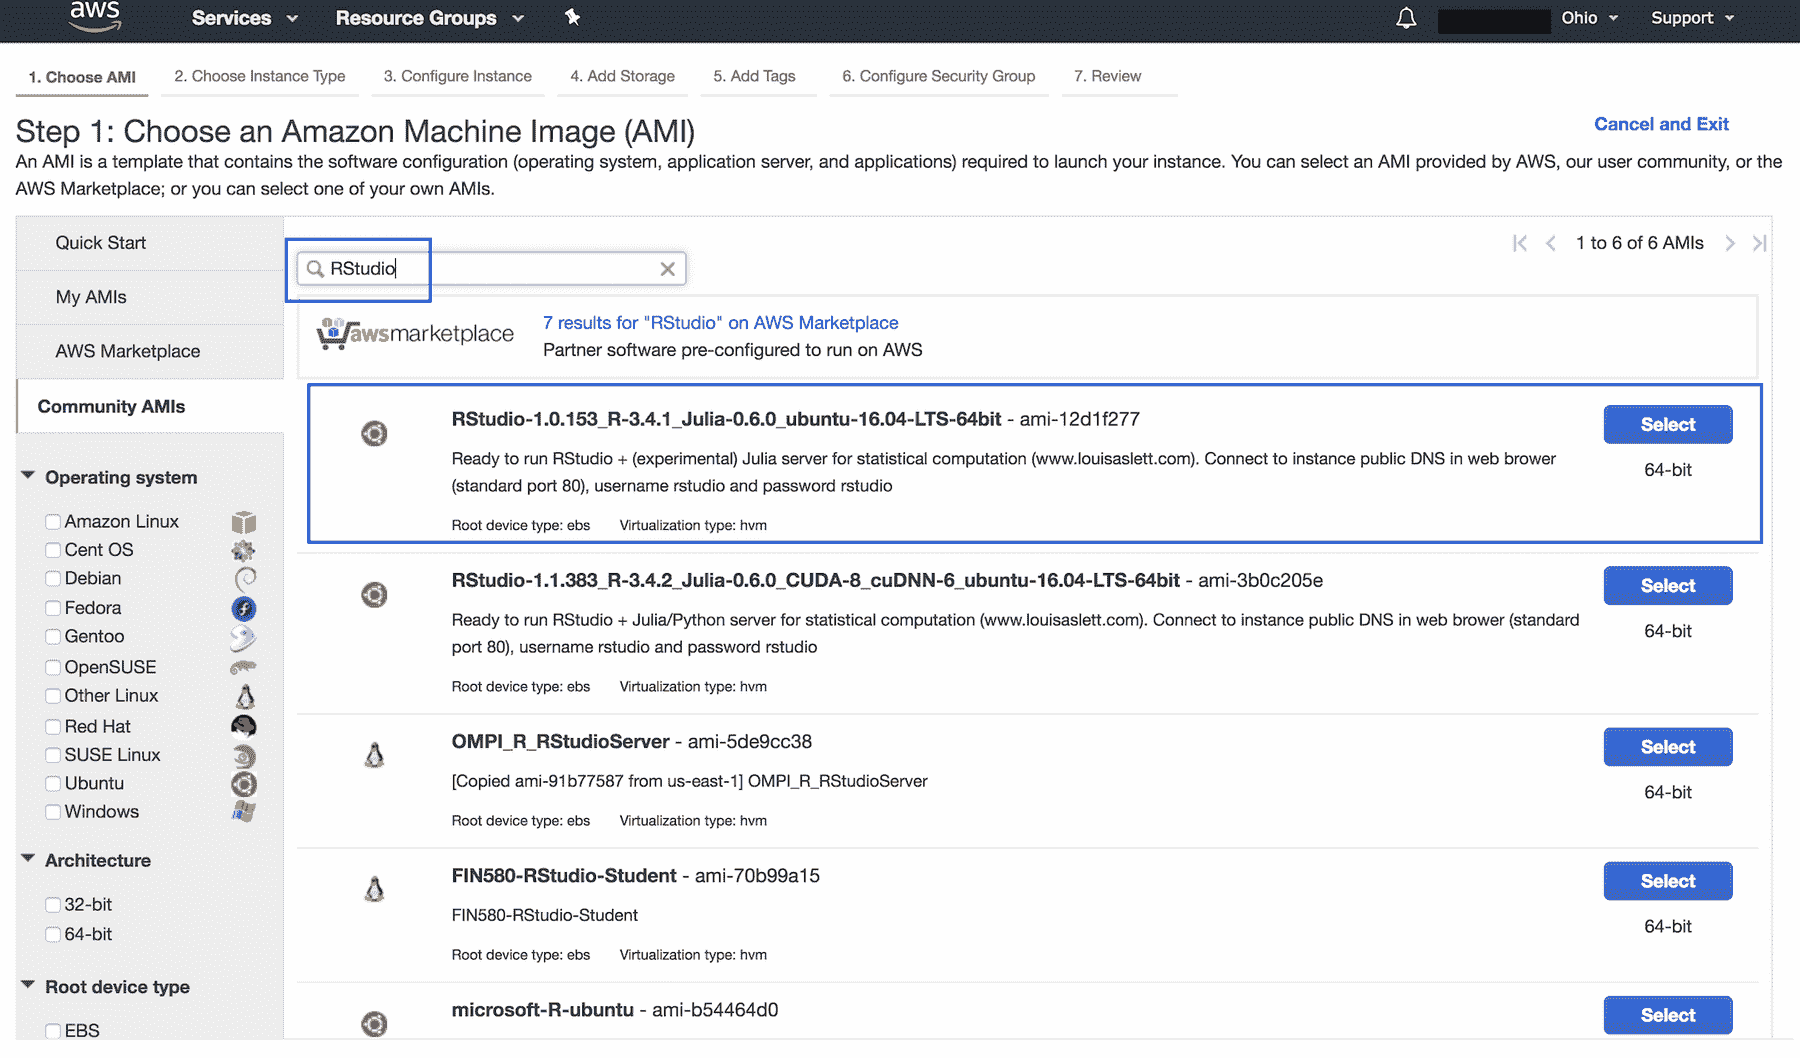 aws Services Resource Groups Ohio Support
1. Choose AMI 2. Choose Instance Type 3. Configure Instance 4. Add Storage 5. Add Tags 6. Configure Security Group 7. Review
Step 1: Choose an Amazon Machine Image (AMI)
Cancel and Exit
An AMI is a template that contains the software configuration (operating system, application server, and applications) required to launch your instance. You can select an AMI provided by AWS, our user community, or the
AWS Marketplace; or you can select one of your own AMIs.
Quick Start
My AMIs
AWS Marketplace
Community AMIs
Operating system
Amazon Linux
Cent OS
Debian
Fedora
Gentoo
OpenSUSE
Other Linux
Red Hat
SUSE Linux
Ubuntu
Windows
Architecture
32-bit
64-bit
Root device type
EBS
RStudio
1 to 6 of 6 AMIs
awsmarketplace
7 results for "RStudio" on AWS Marketplace
Partner software pre-configured to run on AWS
RStudio-1.0.153_R-3.4.1_Julia-0.6.0_ubuntu-16.04-LTS-64bit - ami-12d1f277
Ready to run RStudio + (experimental) Julia server for statistical computation (www.louisaslett.com). Connect to instance public DNS in web brower
(standard port 80), username rstudio and password rstudio
Root device type: ebs Virtualization type: hvm
Select
64-bit
RStudio-1.1.383_R-3.4.2_Julia-0.6.0_CUDA-8_cuDNN-6_ubuntu-16.04-LTS-64bit - ami-3b0c205e
Ready to run RStudio + Julia/Python server for statistical computation (www.louisaslett.com). Connect to instance public DNS in web brower (standard
port 80), username rstudio and password rstudio
Root device type: ebs Virtualization type: hvm
Select
64-bit
OMPI_R_RStudioServer - ami-5de9cc38
[Copied ami-91b77587 from us-east-1] OMPI_R_RStudioServer
Root device type: ebs Virtualization type: hvm
Select
64-bit
FIN580-RStudio-Student - ami-70b99a15
FIN580-RStudio-Student
Root device type: ebs Virtualization type: hvm
Select
64-bit
microsoft-R-ubuntu - ami-b54464d0
Select